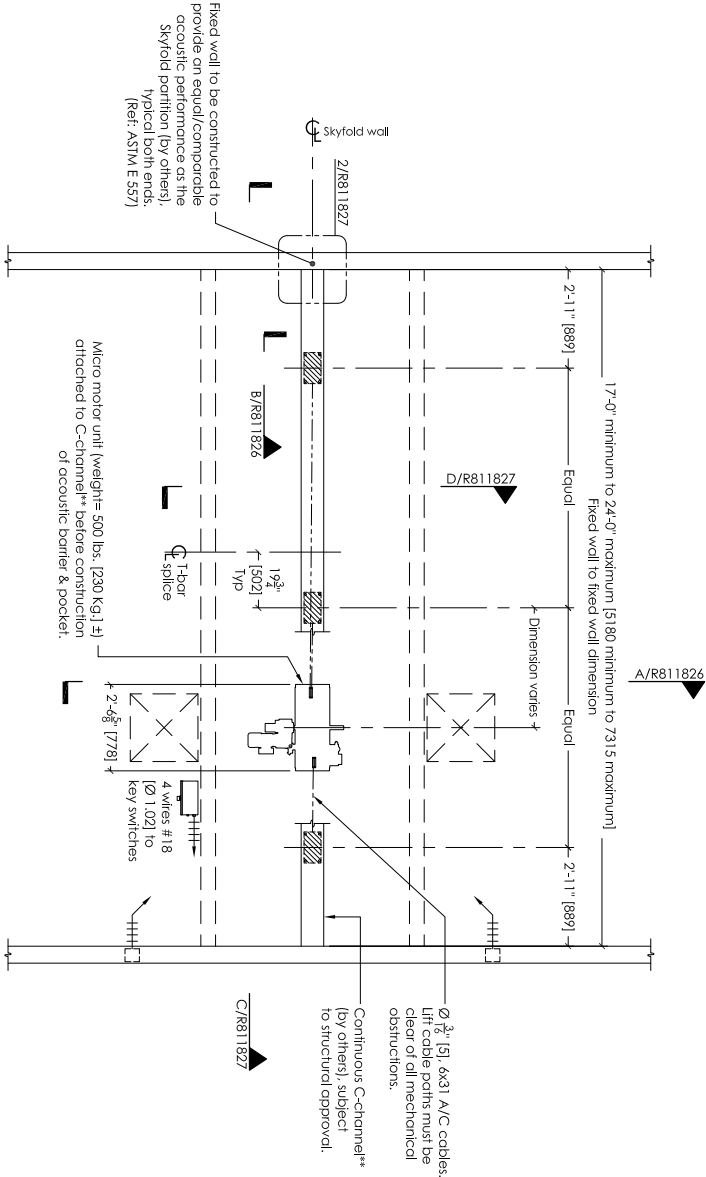 A/R811826
17'-0" minimum to 24'-0" maximum [5180 minimum to 7315 maximum]
Fixed wall to fixed wall dimension
2'-11" [889]
Equal
Equal
2'-11" [889]
D/R811827
Dimension varies
Ø 3/16" [5], 6x31 A/C cables.
Lift cable paths must be
clear of all mechanical
obstructions.
2/R811827
℄ Skyfold wall
19 3/4"
[502]
Typ
Continuous C-channel**
(by others), subject
to structural approval.
Fixed wall to be constructed to
provide an equal/comparable
acoustic performance as the
Skyfold partition (by others),
typical both ends.
(Ref: ASTM E 557)
B/R811826
C/R811827
℄ T-bar
splice
4 wires #18
[Ø 1.02] to
key switches
2'-6 5/8" [778]
Micro motor unit (weight= 500 lbs. [230 Kg.] ±)
attached to C-channel** before construction
of acoustic barrier & pocket.